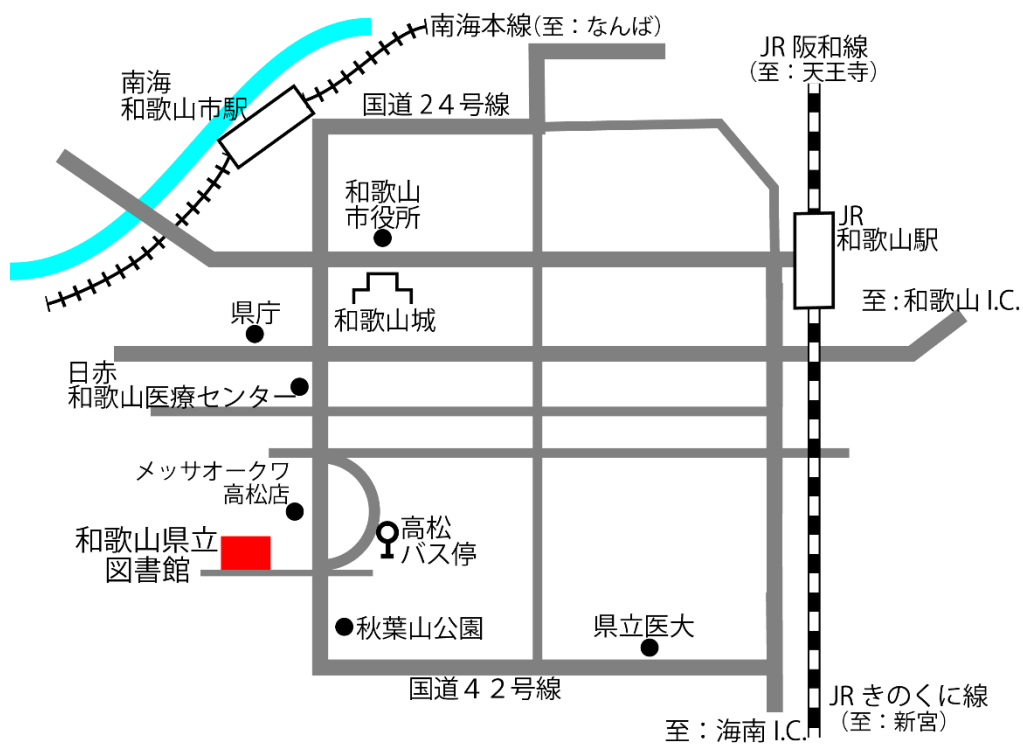 南海本線(至：なんば)
JR 阪和線
(至：天王寺)
南海
和歌山市駅
国道２４号線
和歌山
市役所
JR
和歌山駅
至：和歌山 I.C.
県庁
和歌山城
日赤
和歌山医療センター
メッサオークワ
高松店
和歌山県立
図書館
高松
バス停
秋葉山公園
県立医大
国道４２号線
JR きのくに線
(至：新宮)
至：海南 I.C.